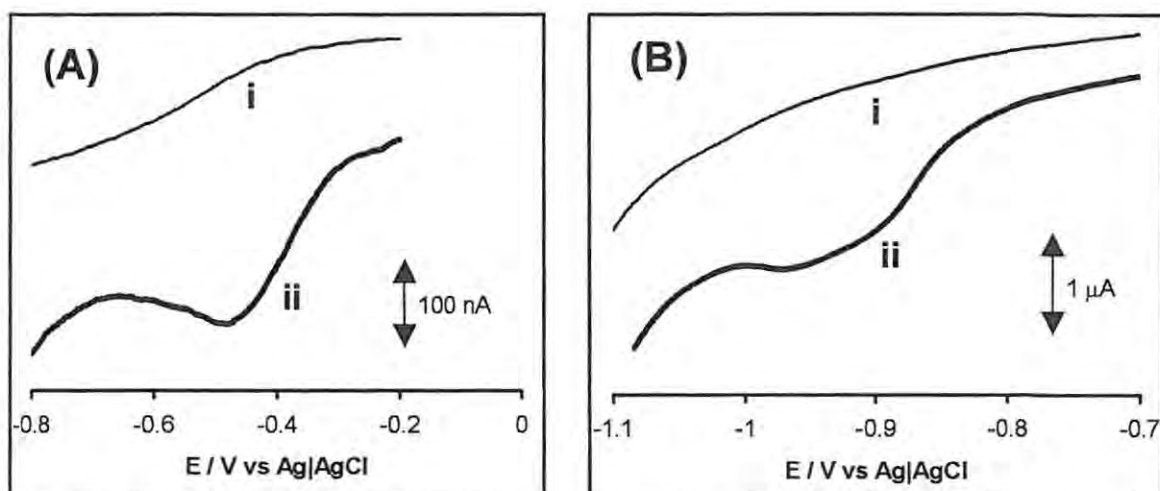 (A)
i
ii
100 nA
-0.8 -0.6 -0.4 -0.2 0
E / V vs Ag|AgCl
(B)
i
ii
1 µA
-1.1 -1 -0.9 -0.8 -0.7
E / V vs Ag|AgCl